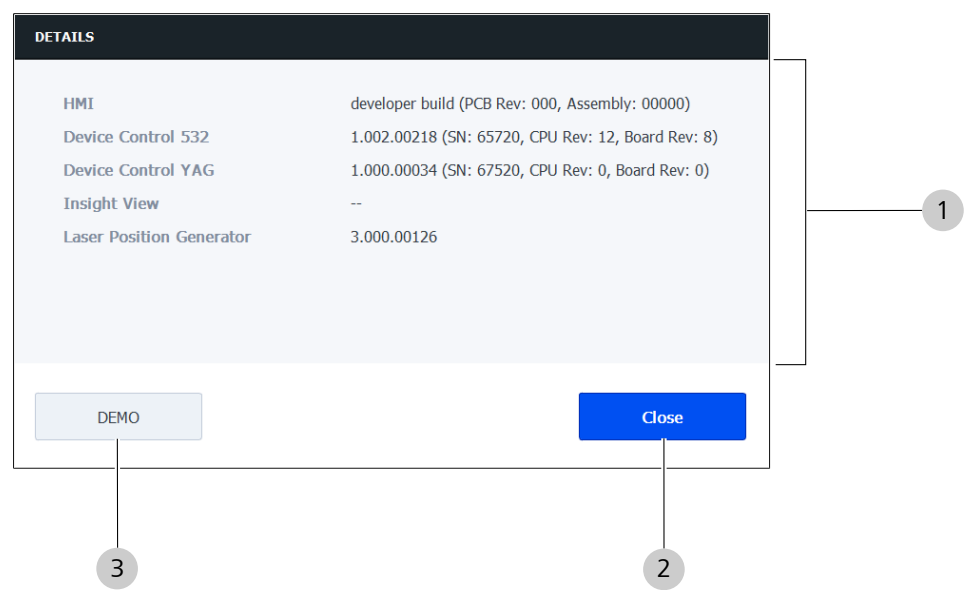 DETAILS
HMI developer build (PCB Rev: 000, Assembly: 00000)
Device Control 532 1.002.00218 (SN: 65720, CPU Rev: 12, Board Rev: 8)
Device Control YAG 1.000.00034 (SN: 67520, CPU Rev: 0, Board Rev: 0)
Insight View --
Laser Position Generator 3.000.00126
1
DEMO Close
3 2